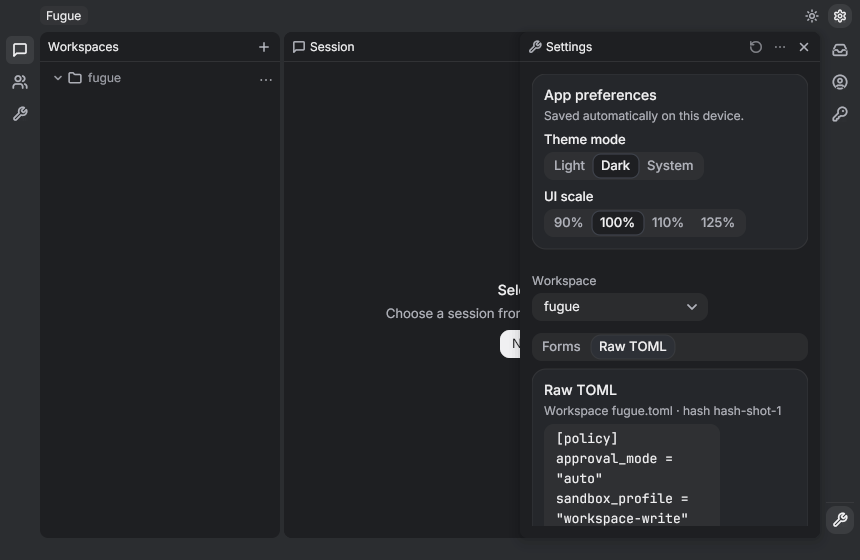 Fugue
Workspaces
fugue
Session
Choose a session from
Settings
App preferences
Saved automatically on this device.
Theme mode
Light Dark System
UI scale
90% 100% 110% 125%
Workspace
fugue
Forms Raw TOML
Raw TOML
Workspace fugue.toml · hash hash-shot-1
[policy]
approval_mode =
"auto"
sandbox_profile =
"workspace-write"